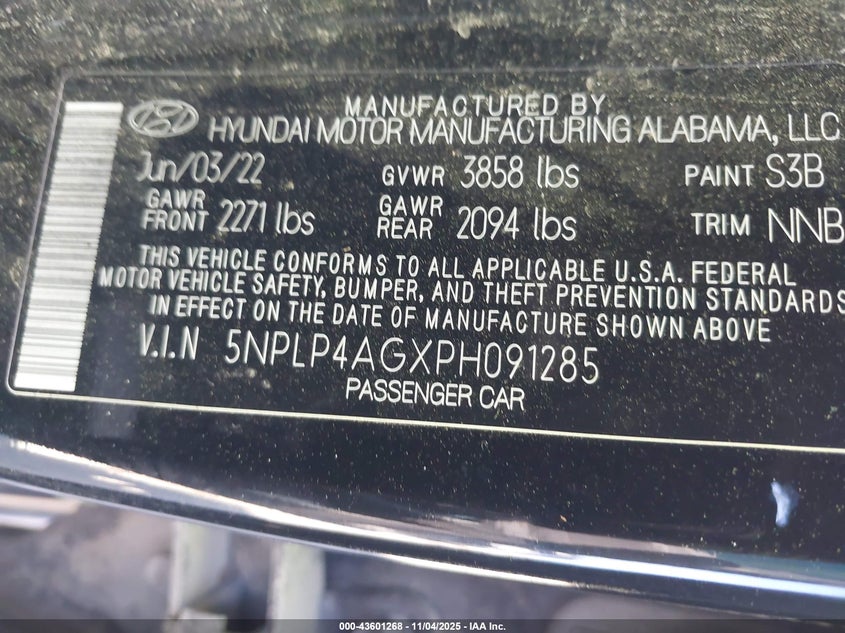 MANUFACTURED BY
HYUNDAI MOTOR MANUFACTURING ALABAMA, LLC
Jun/03/22 GVWR 3858 lbs PAINT S3B
GAWR FRONT 2271 lbs GAWR REAR 2094 lbs TRIM NNB
THIS VEHICLE CONFORMS TO ALL APPLICABLE U.S.A. FEDERAL
MOTOR VEHICLE SAFETY, BUMPER, AND THEFT PREVENTION STANDARDS
IN EFFECT ON THE DATE OF MANUFACTURE SHOWN ABOVE
V.I.N 5NPLP4AGXPH091285
PASSENGER CAR
000-43601268 - 11/04/2025 - IAA Inc.